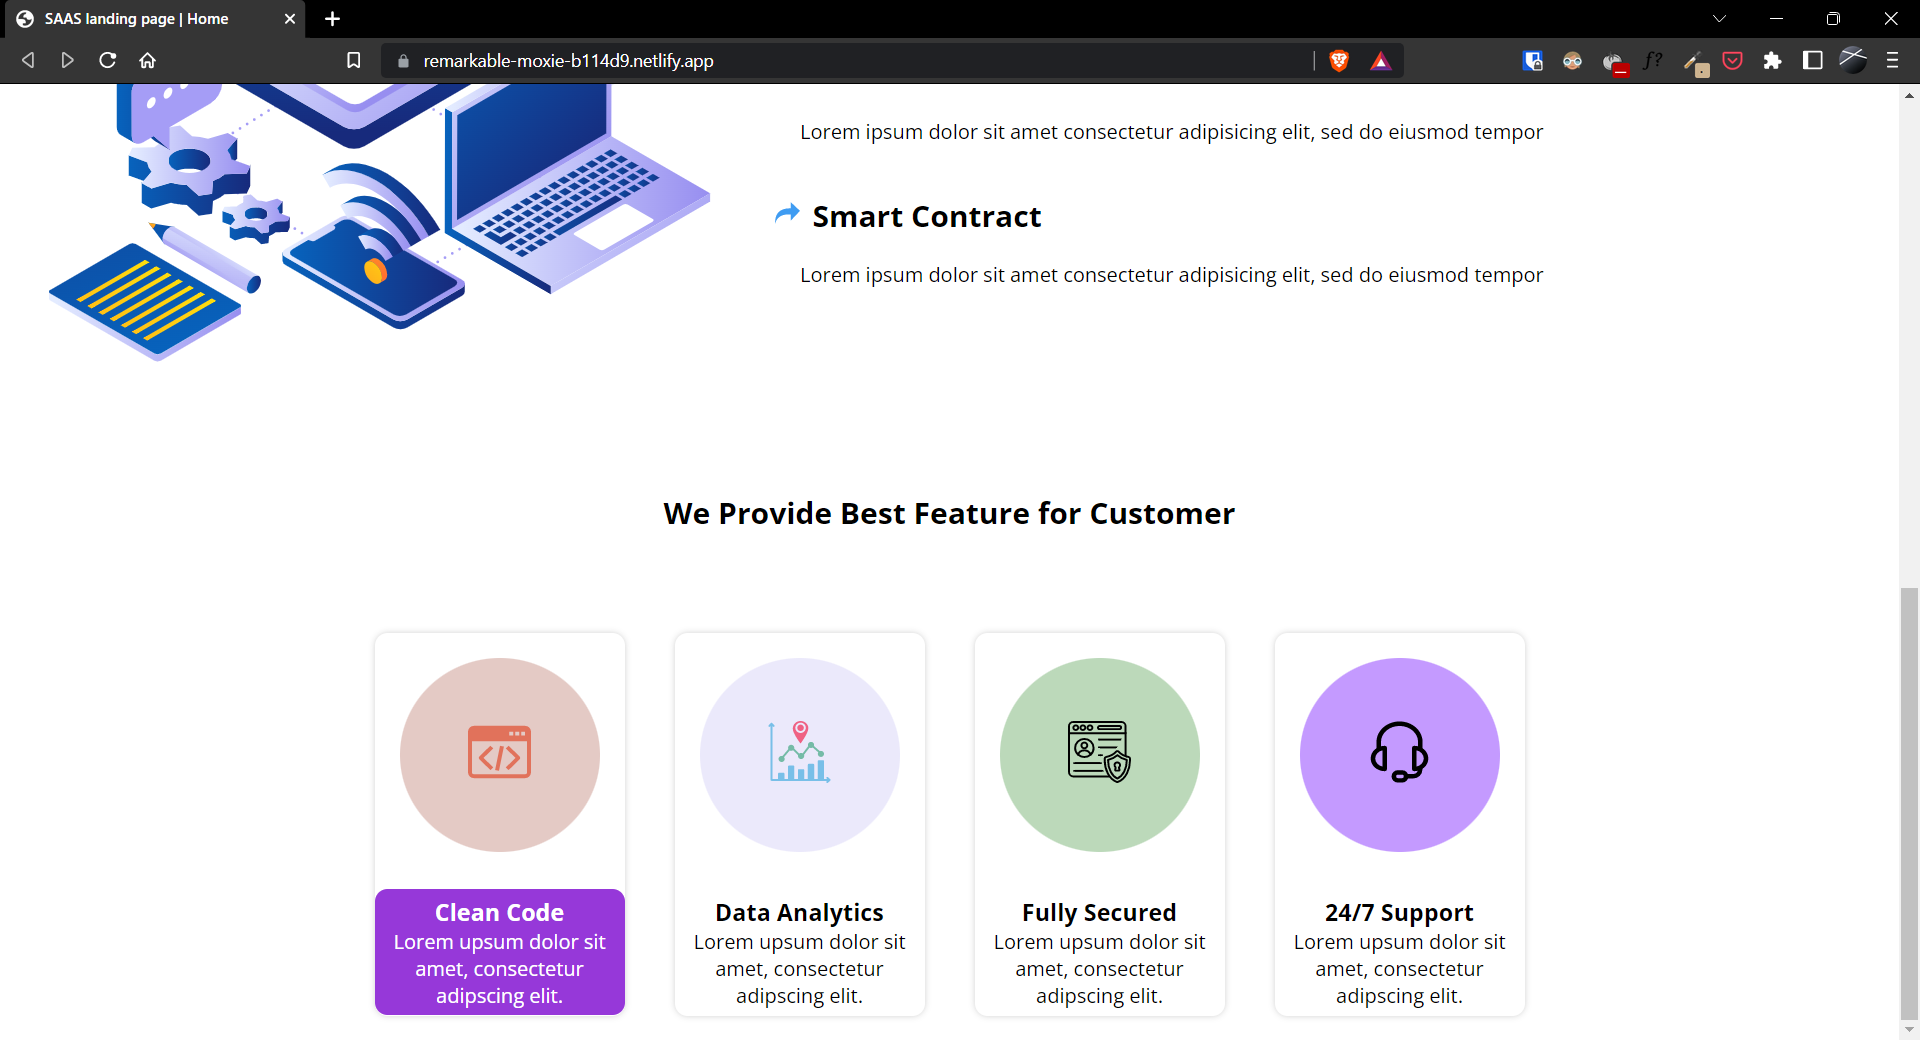 SAAS landing page | Home
remarkable-moxie-b114d9.netlify.app
f?
Lorem ipsum dolor sit amet consectetur adipisicing elit, sed do eiusmod tempor
Smart Contract
Lorem ipsum dolor sit amet consectetur adipisicing elit, sed do eiusmod tempor
We Provide Best Feature for Customer
</>
Clean Code
Lorem upsum dolor sit
amet, consectetur
adipscing elit.
Data Analytics
Lorem upsum dolor sit
amet, consectetur
adipscing elit.
Fully Secured
Lorem upsum dolor sit
amet, consectetur
adipscing elit.
24/7 Support
Lorem upsum dolor sit
amet, consectetur
adipscing elit.